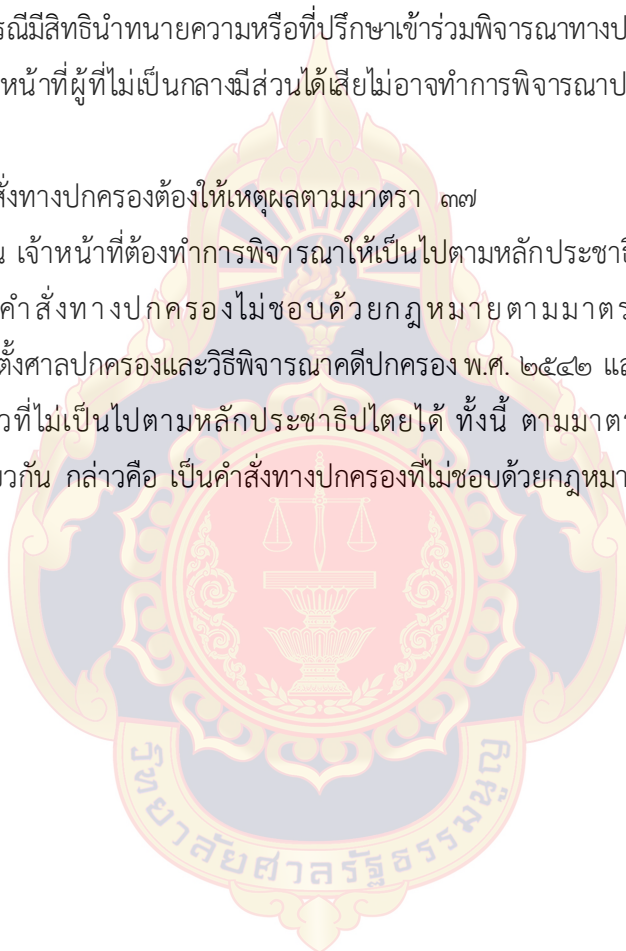 รณีมีสิทธินำทนายความหรือที่ปรึกษาเข้าร่วมพิจารณาทางป
หน้าที่ผู้ที่ไม่เป็นกลางมีส่วนได้เสียไม่อาจทำการพิจารณาป
สั่งทางปกครองต้องให้เหตุผลตามมาตรา ๓๗
น เจ้าหน้าที่ต้องทำการพิจารณาให้เป็นไปตามหลักประชาธิ
คำสั่งทางปกครองไม่ชอบด้วยกฎหมายตามมาตร
ตั้งศาลปกครองและวิธีพิจารณาคดีปกครอง พ.ศ. ๒๕๔๒ แล
วที่ไม่เป็นไปตามหลักประชาธิปไตยได้ ทั้งนี้ ตามมาตร
ยวกัน กล่าวคือ เป็นคำสั่งทางปกครองที่ไม่ชอบด้วยกฎหมา
วิทยาลัยศาลรัฐธรรมนูญ